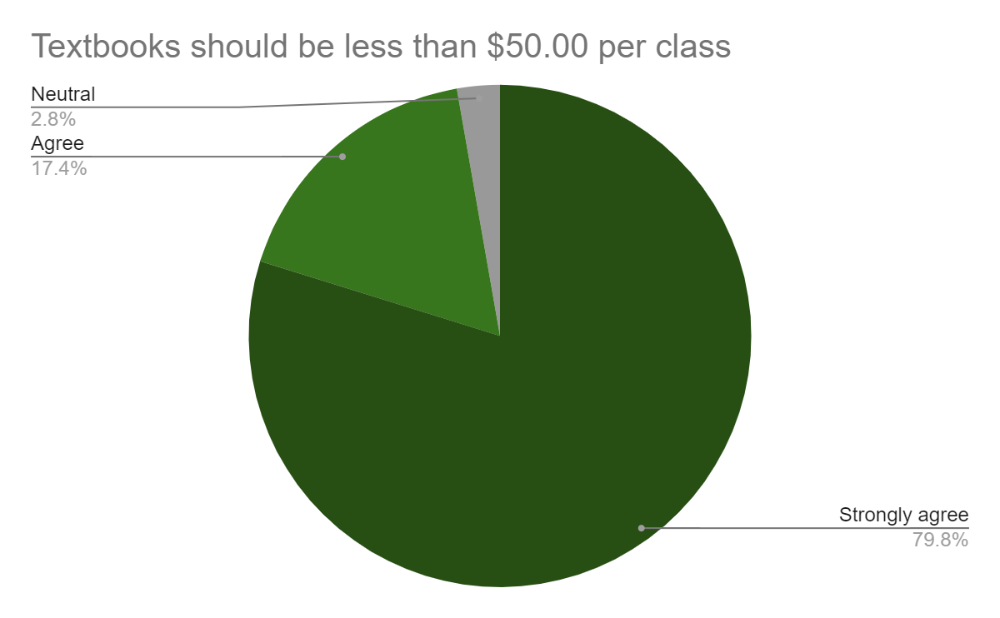 Textbooks should be less than $50.00 per class
Neutral
2.8%
Agree
17.4%
Strongly agree
79.8%